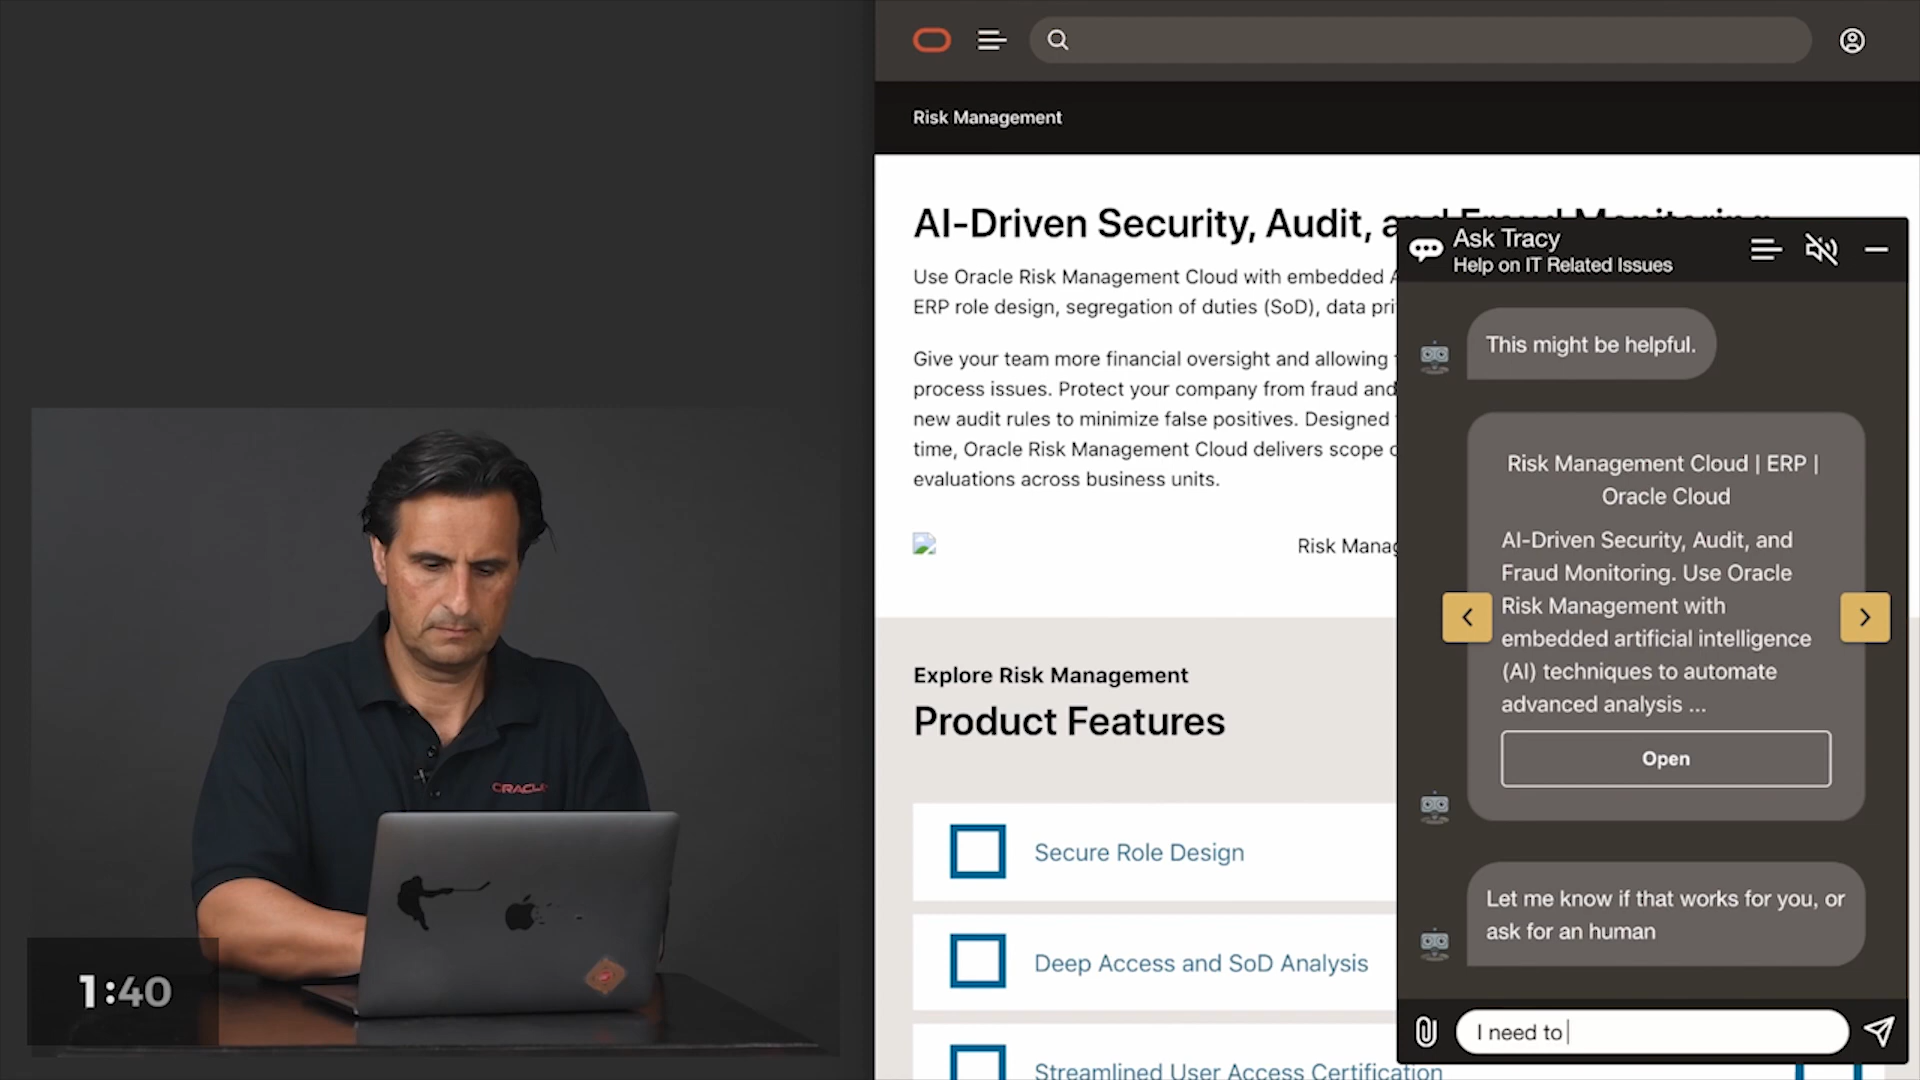 Risk Management
AI-Driven Security, Audit, and Fraud Monitoring
Use Oracle Risk Management Cloud with embedded
ERP role design, segregation of duties (SoD), data
Give your team more financial oversight and allowing
process issues. Protect your company from fraud and
new audit rules to minimize false positives. Designed
time, Oracle Risk Management Cloud delivers scope
evaluations across business units.
Risk
Explore Risk Management
Product Features
Secure Role Design
Deep Access and SoD Analysis
Streamlined User Access Certification
Ask Tracy
Help on IT Related Issues
This might be helpful.
Risk Management Cloud | ERP |
Oracle Cloud
AI-Driven Security, Audit, and
Fraud Monitoring. Use Oracle
Risk Management with
embedded artificial intelligence
(AI) techniques to automate
advanced analysis ...
Open
Let me know if that works for you, or
ask for an human
I need to
ORACLE
1:40